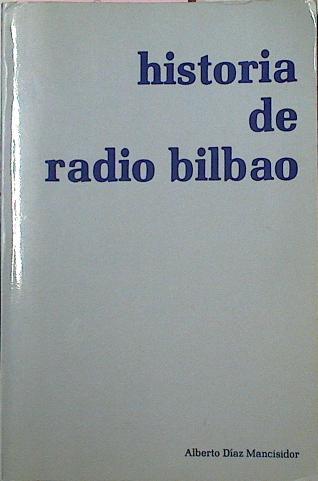 historia
de
radio bilbao
Alberto Díaz Mancisidor